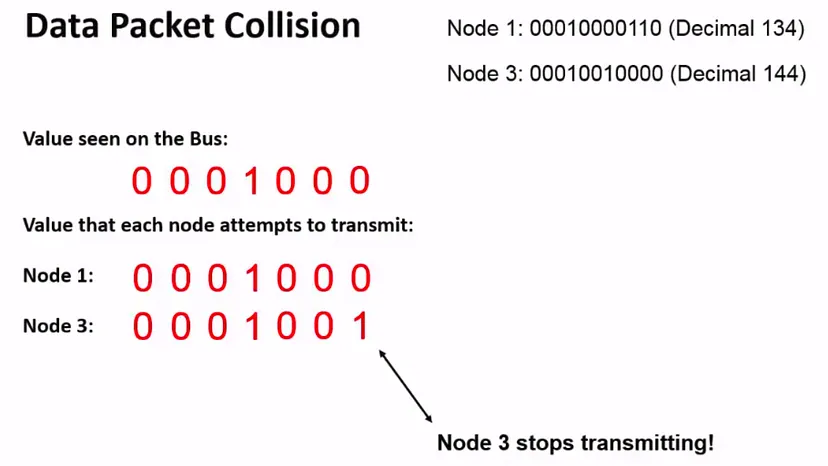 Data Packet Collision
Node 1: 00010000110 (Decimal 134)
Node 3: 00010010000 (Decimal 144)
Value seen on the Bus:
0 0 0 1 0 0 0
Value that each node attempts to transmit:
Node 1: 0 0 0 1 0 0 0
Node 3: 0 0 0 1 0 0 1
Node 3 stops transmitting!